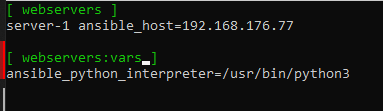 [ webservers ]
server-1 ansible_host=192.168.176.77
[ webservers:vars ]
ansible_python_interpreter=/usr/bin/python3